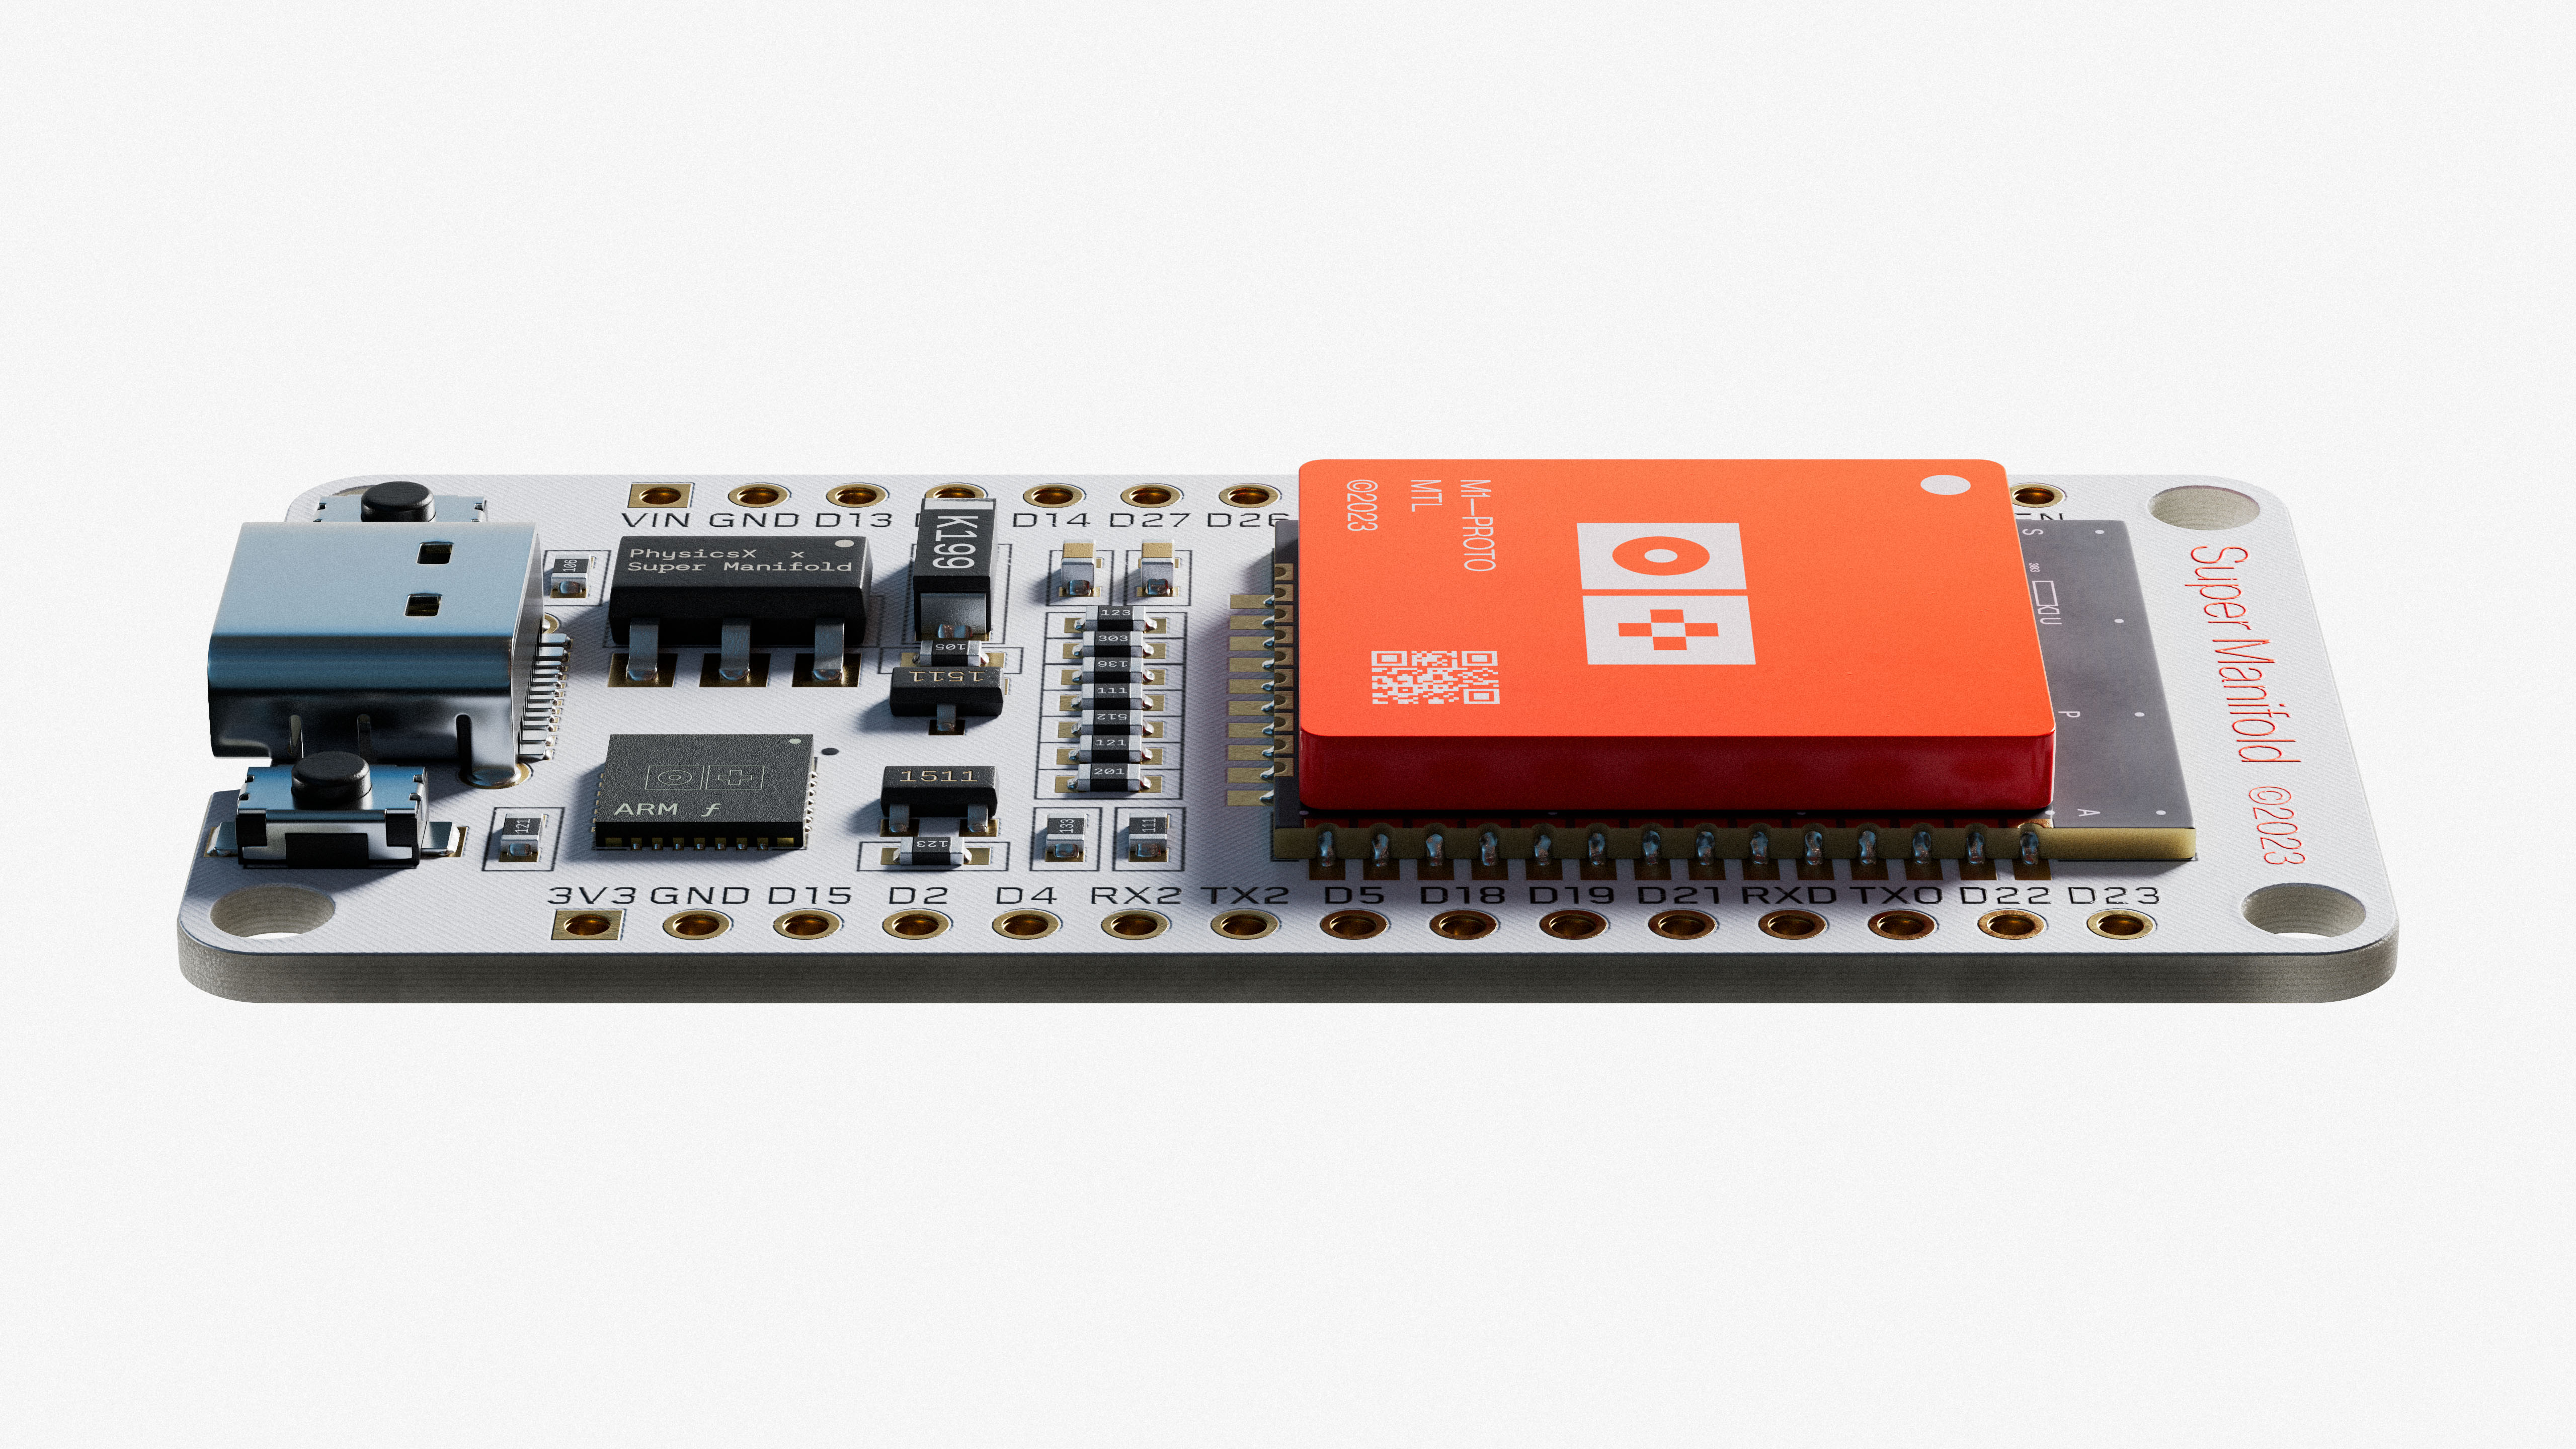 VIN GND D13 D14 D27 D26
106
PhysicsX x
Super Manifold
K199
105
1511
123
303
136
111
512
121
201
ARM ƒ
1511
123
121
133
111
M1—PROTO
MTL
©2023
S
303
P
A
Super Manifold ©2023
3V3 GND D15 D2 D4 RX2 TX2 D5 D18 D19 D21 RXD TX0 D22 D23